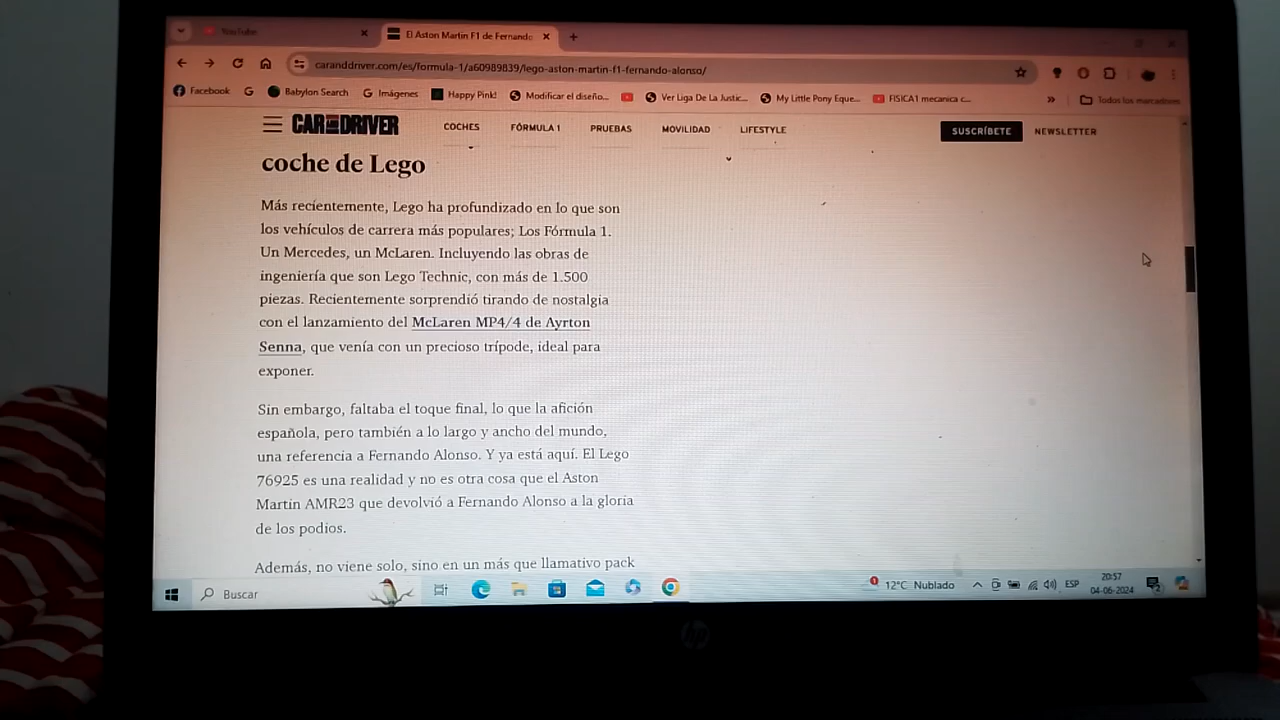 YouTube
El Aston Martin F1 de Fernando
caranddriver.com/es/formula-1/a60989839/lego-aston-martin-f1-fernando-alonso/
Facebook
G
Babylon Search
Imágenes
Happy Pink!
Modificar el diseño...
Ver Liga De La Justic...
My Little Pony Eque...
FISICA1 mecanica c...
»
Todos los marcadores
CAR AND DRIVER
COCHES
FÓRMULA 1
PRUEBAS
MOVILIDAD
LIFESTYLE
SUSCRÍBETE
NEWSLETTER
coche de Lego
Más recientemente, Lego ha profundizado en lo que son
los vehículos de carrera más populares; Los Fórmula 1.
Un Mercedes, un McLaren. Incluyendo las obras de
ingeniería que son Lego Technic, con más de 1.500
piezas. Recientemente sorprendió tirando de nostalgia
con el lanzamiento del McLaren MP4/4 de Ayrton
Senna, que venía con un precioso trípode, ideal para
exponer.
Sin embargo, faltaba el toque final, lo que la afición
española, pero también a lo largo y ancho del mundo,
una referencia a Fernando Alonso. Y ya está aquí. El Lego
76925 es una realidad y no es otra cosa que el Aston
Martin AMR23 que devolvió a Fernando Alonso a la gloria
de los podios.
Además, no viene solo, sino en un más que llamativo pack
Buscar
1
12°C Nublado
ESP
20:57
04-06-2024
2
hp